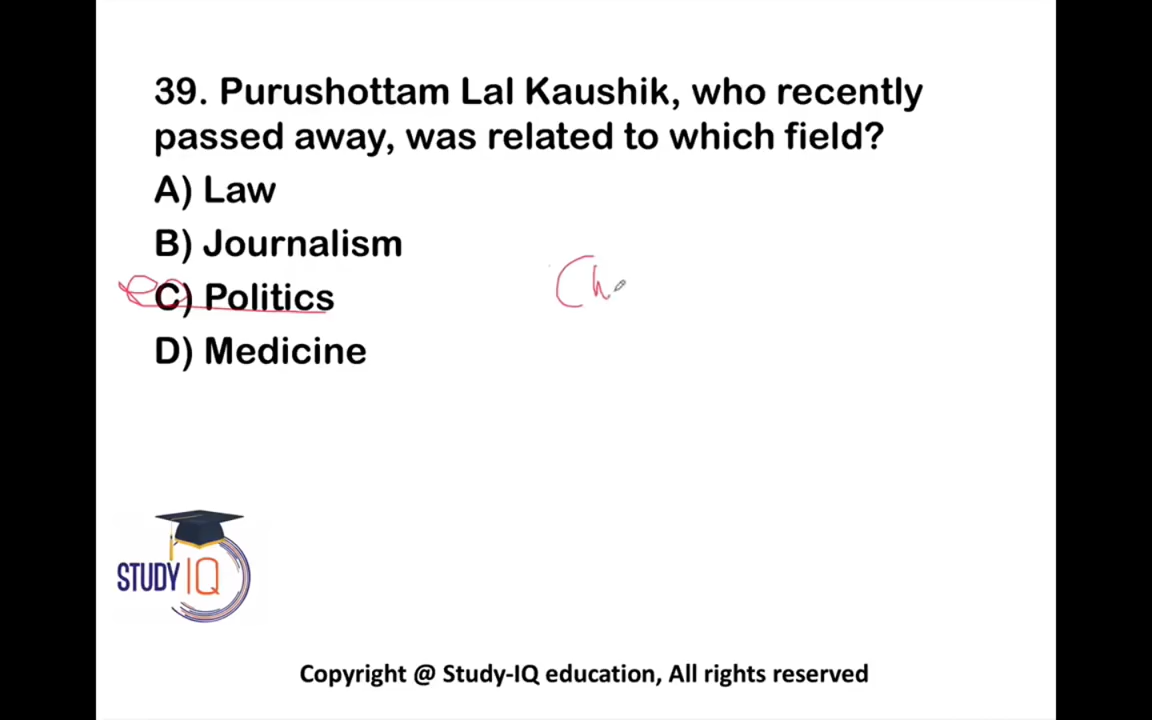 39. Purushottam Lal Kaushik, who recently
passed away, was related to which field?
A) Law
B) Journalism
C) Politics
D) Medicine
Ch
STUDY IQ
Copyright @ Study-IQ education, All rights reserved